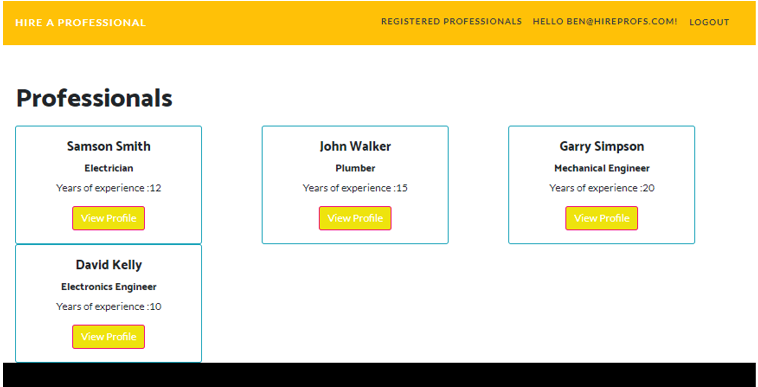 HIRE A PROFESSIONAL
REGISTERED PROFESSIONALS HELLO BEN@HIREPROFS.COM! LOGOUT
Professionals
Samson Smith
Electrician
Years of experience :12
View Profile
John Walker
Plumber
Years of experience :15
View Profile
Garry Simpson
Mechanical Engineer
Years of experience :20
View Profile
David Kelly
Electronics Engineer
Years of experience :10
View Profile